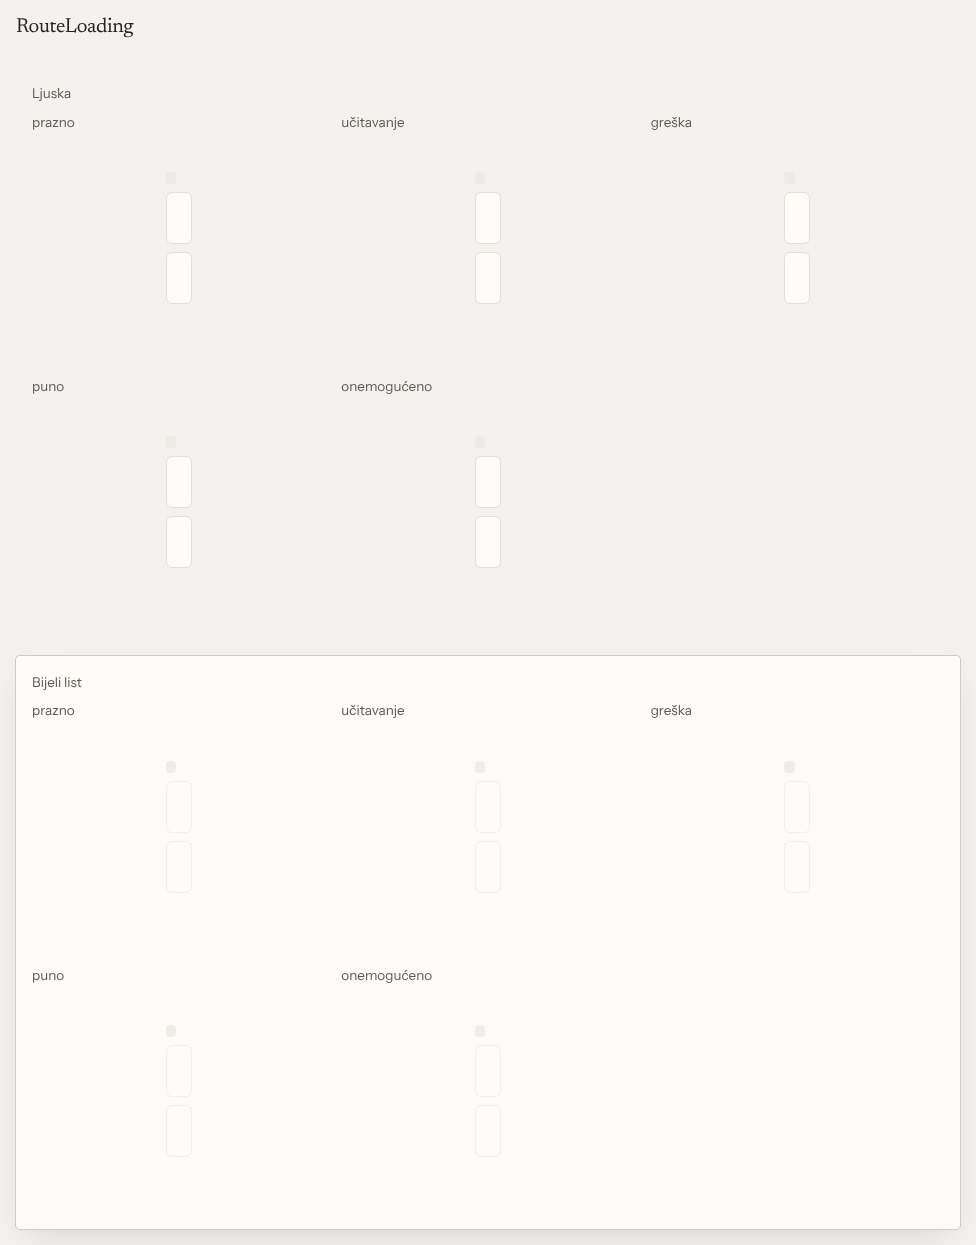 RouteLoading
Ljuska
prazno učitavanje greška
puno onemogućeno
Bijeli list
prazno učitavanje greška
puno onemogućeno